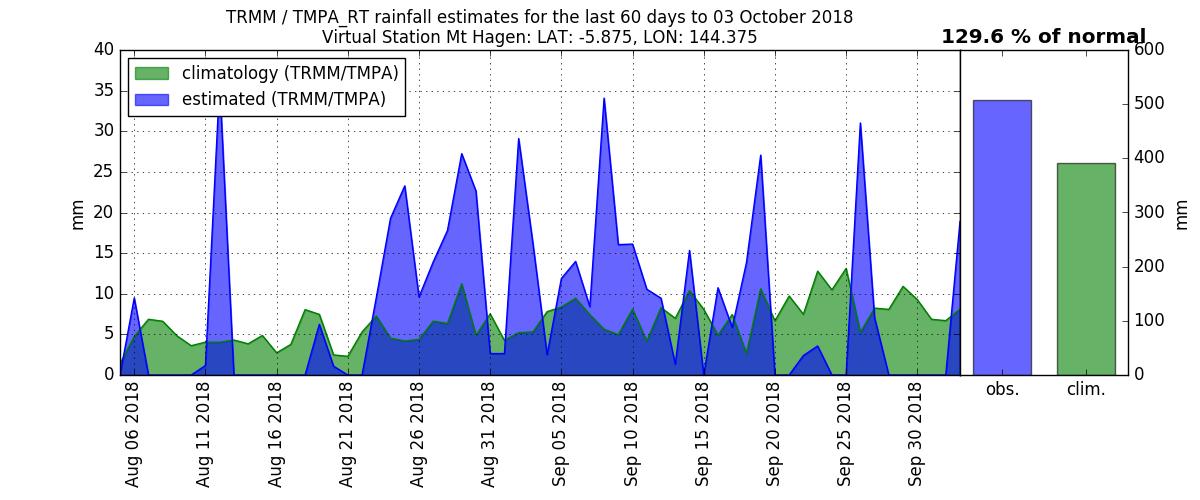 TRMM / TMPA_RT rainfall estimates for the last 60 days to 03 October 2018
Virtual Station Mt Hagen: LAT: -5.875, LON: 144.375
129.6 % of normal
climatology (TRMM/TMPA)
estimated (TRMM/TMPA)
40
35
30
25
20
15
10
5
0
mm
600
500
400
300
200
100
0
mm
Aug 06 2018
Aug 11 2018
Aug 16 2018
Aug 21 2018
Aug 26 2018
Aug 31 2018
Sep 05 2018
Sep 10 2018
Sep 15 2018
Sep 20 2018
Sep 25 2018
Sep 30 2018
obs.
clim.